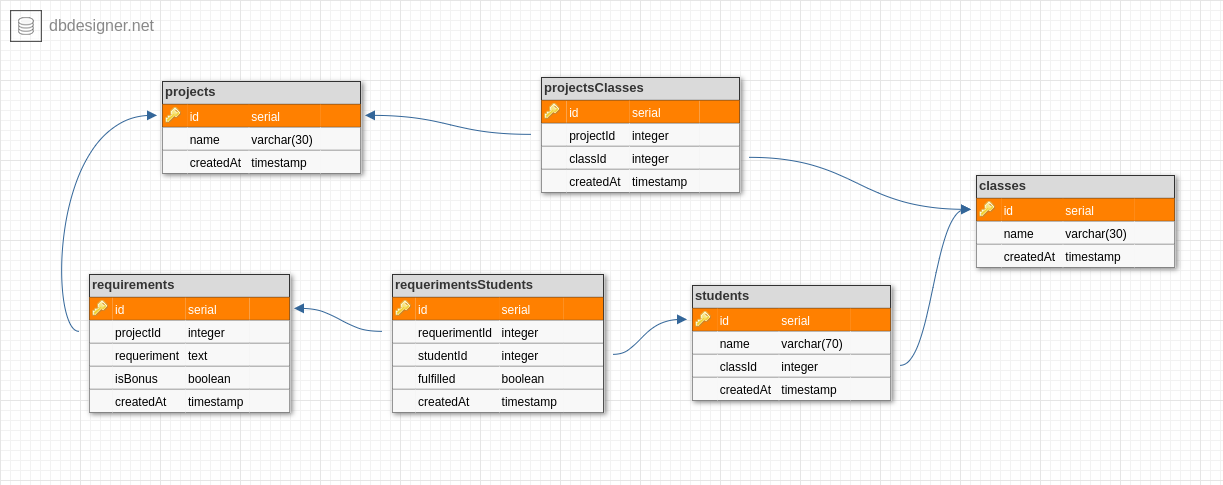 dbdesigner.net
projects
id serial
name varchar(30)
createdAt timestamp
projectsClasses
id serial
projectId integer
classId integer
createdAt timestamp
classes
id serial
name varchar(30)
createdAt timestamp
requirements
id serial
projectId integer
requeriment text
isBonus boolean
createdAt timestamp
requerimentsStudents
id serial
requerimentId integer
studentId integer
fulfilled boolean
createdAt timestamp
students
id serial
name varchar(70)
classId integer
createdAt timestamp